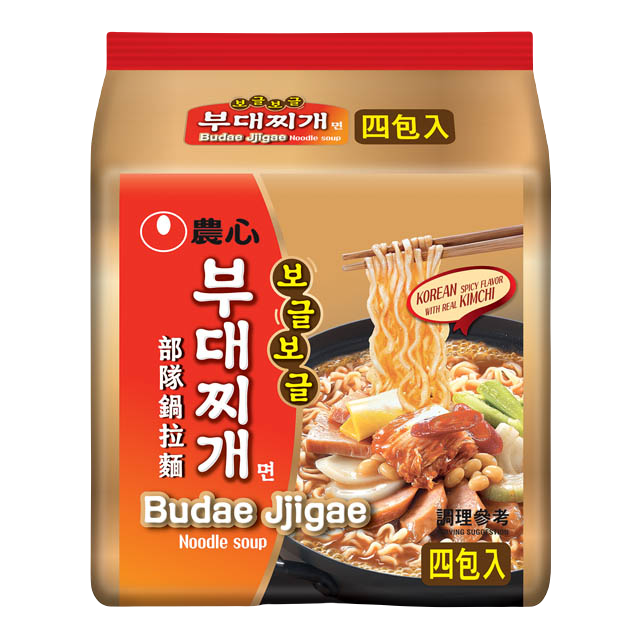 보글보글
부대찌개면
Budae Jjigae Noodle soup
四包入
農心
보글보글
부대찌개면
部隊鍋拉麵
KOREAN SPICY FLAVOR
WITH REAL KIMCHI
Budae Jjigae
Noodle soup
調理參考
SERVING SUGGESTION
四包入